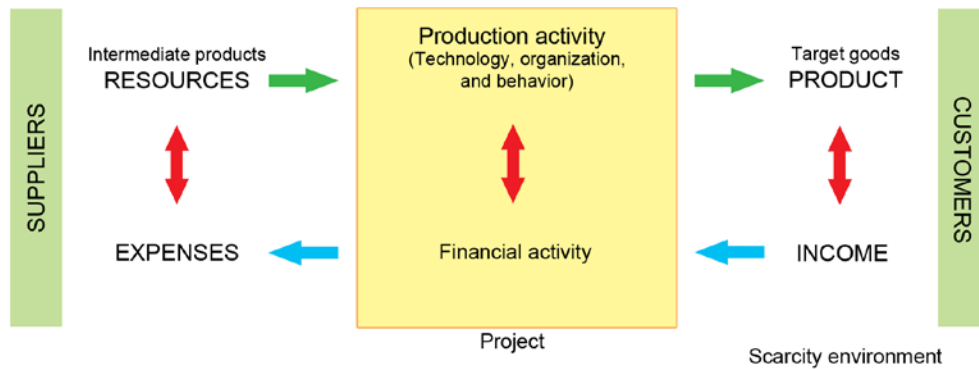 SUPPLIERS
Intermediate products
RESOURCES
Production activity
(Technology, organization,
and behavior)
Target goods
PRODUCT
CUSTOMERS
EXPENSES
Financial activity
INCOME
Project
Scarcity environment